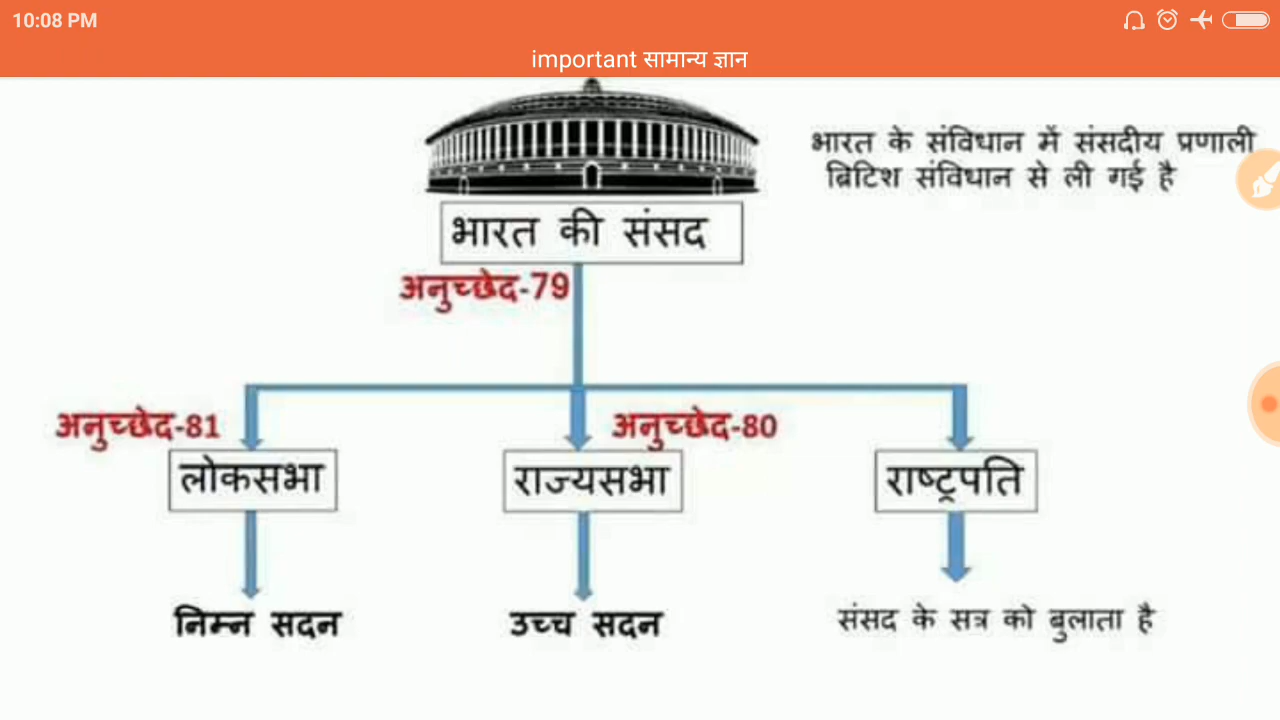 10:08 PM
important सामान्य ज्ञान
भारत के संविधान में संसदीय प्रणाली
ब्रिटिश संविधान से ली गई है
भारत की संसद
अनुच्छेद-79
अनुच्छेद-81
अनुच्छेद-80
लोकसभा
राज्यसभा
राष्ट्रपति
निम्न सदन
उच्च सदन
संसद के सत्र को बुलाता है